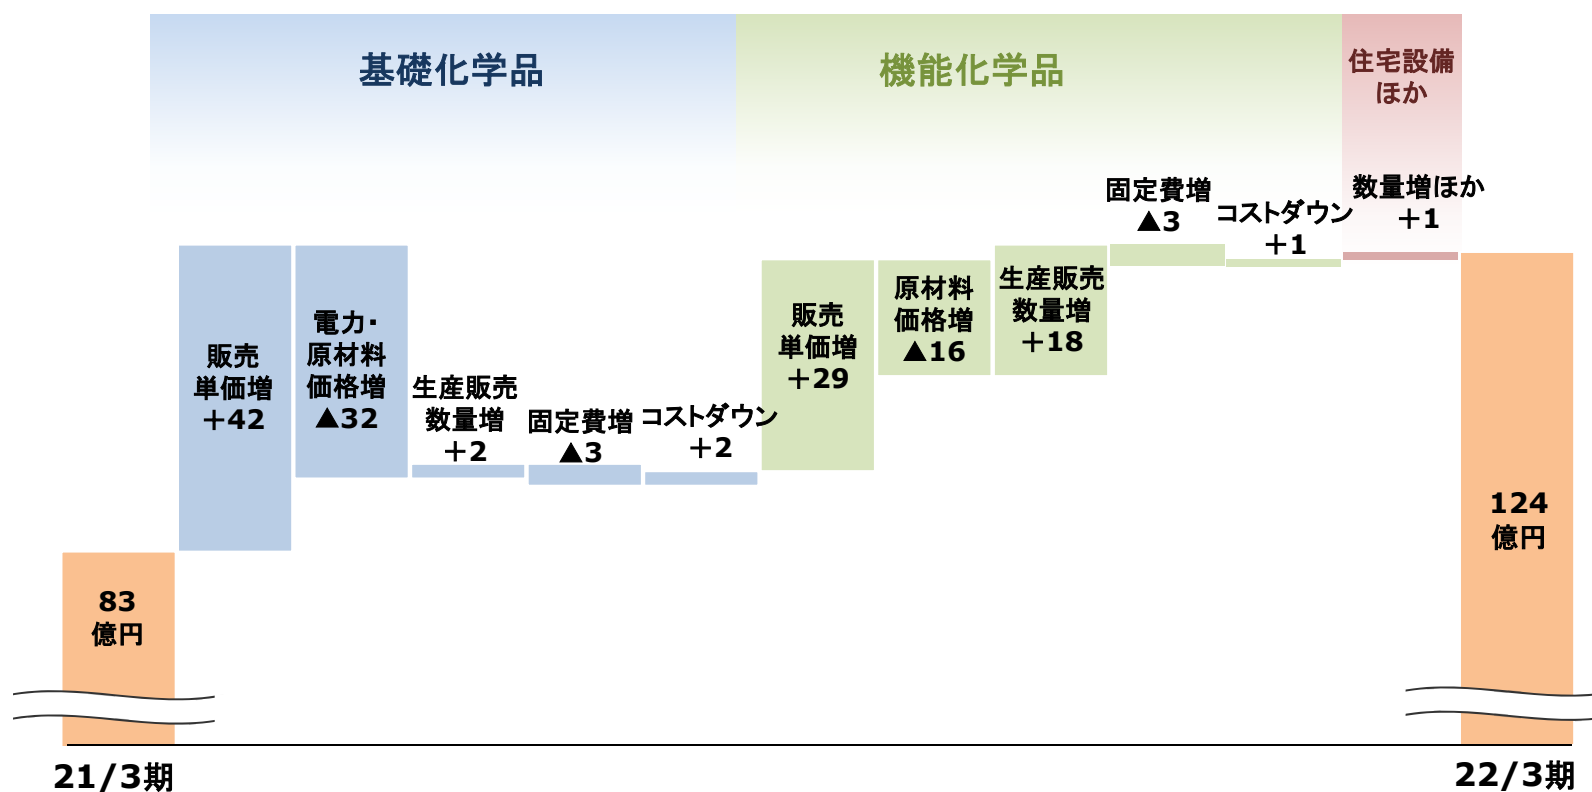 基礎化学品
機能化学品
住宅設備
ほか
販売
単価増
＋42
電力・
原材料
価格増
▲32
生産販売
数量増
＋2
固定費増
▲3
コストダウン
＋2
販売
単価増
＋29
原材料
価格増
▲16
生産販売
数量増
＋18
固定費増
▲3
コストダウン
＋1
数量増ほか
＋1
83
億円
124
億円
21/3期
22/3期